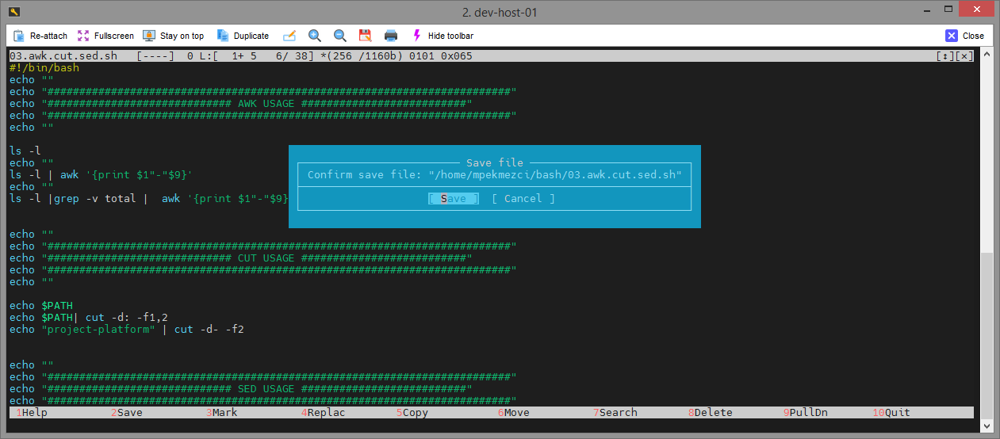 2. dev-host-01
Re-attach Fullscreen Stay on top Duplicate Hide toolbar Close
03.awk.cut.sed.sh   [----]  0 L:[  1+ 5   6/ 38] *(256 /1160b) 0101 0x065 [↕][×]
#!/bin/bash
echo ""
echo "#########################################################################"
echo "############################# AWK USAGE ##########################"
echo "#########################################################################"
echo ""
ls -l
echo ""
ls -l | awk '{print $1"-"$9}'
echo ""
ls -l |grep -v total |  awk '{print $1"-"$9}
Save file
Confirm save file: "/home/mpekmezci/bash/03.awk.cut.sed.sh"
[ Save ]  [ Cancel ]
echo ""
echo "#########################################################################"
echo "############################# CUT USAGE ##########################"
echo "#########################################################################"
echo ""
echo $PATH
echo $PATH| cut -d: -f1,2
echo "project-platform" | cut -d- -f2
echo ""
echo "#########################################################################"
echo "############################# SED USAGE ##########################"
echo "#########################################################################"
1Help 2Save 3Mark 4Replac 5Copy 6Move 7Search 8Delete 9PullDn 10Quit